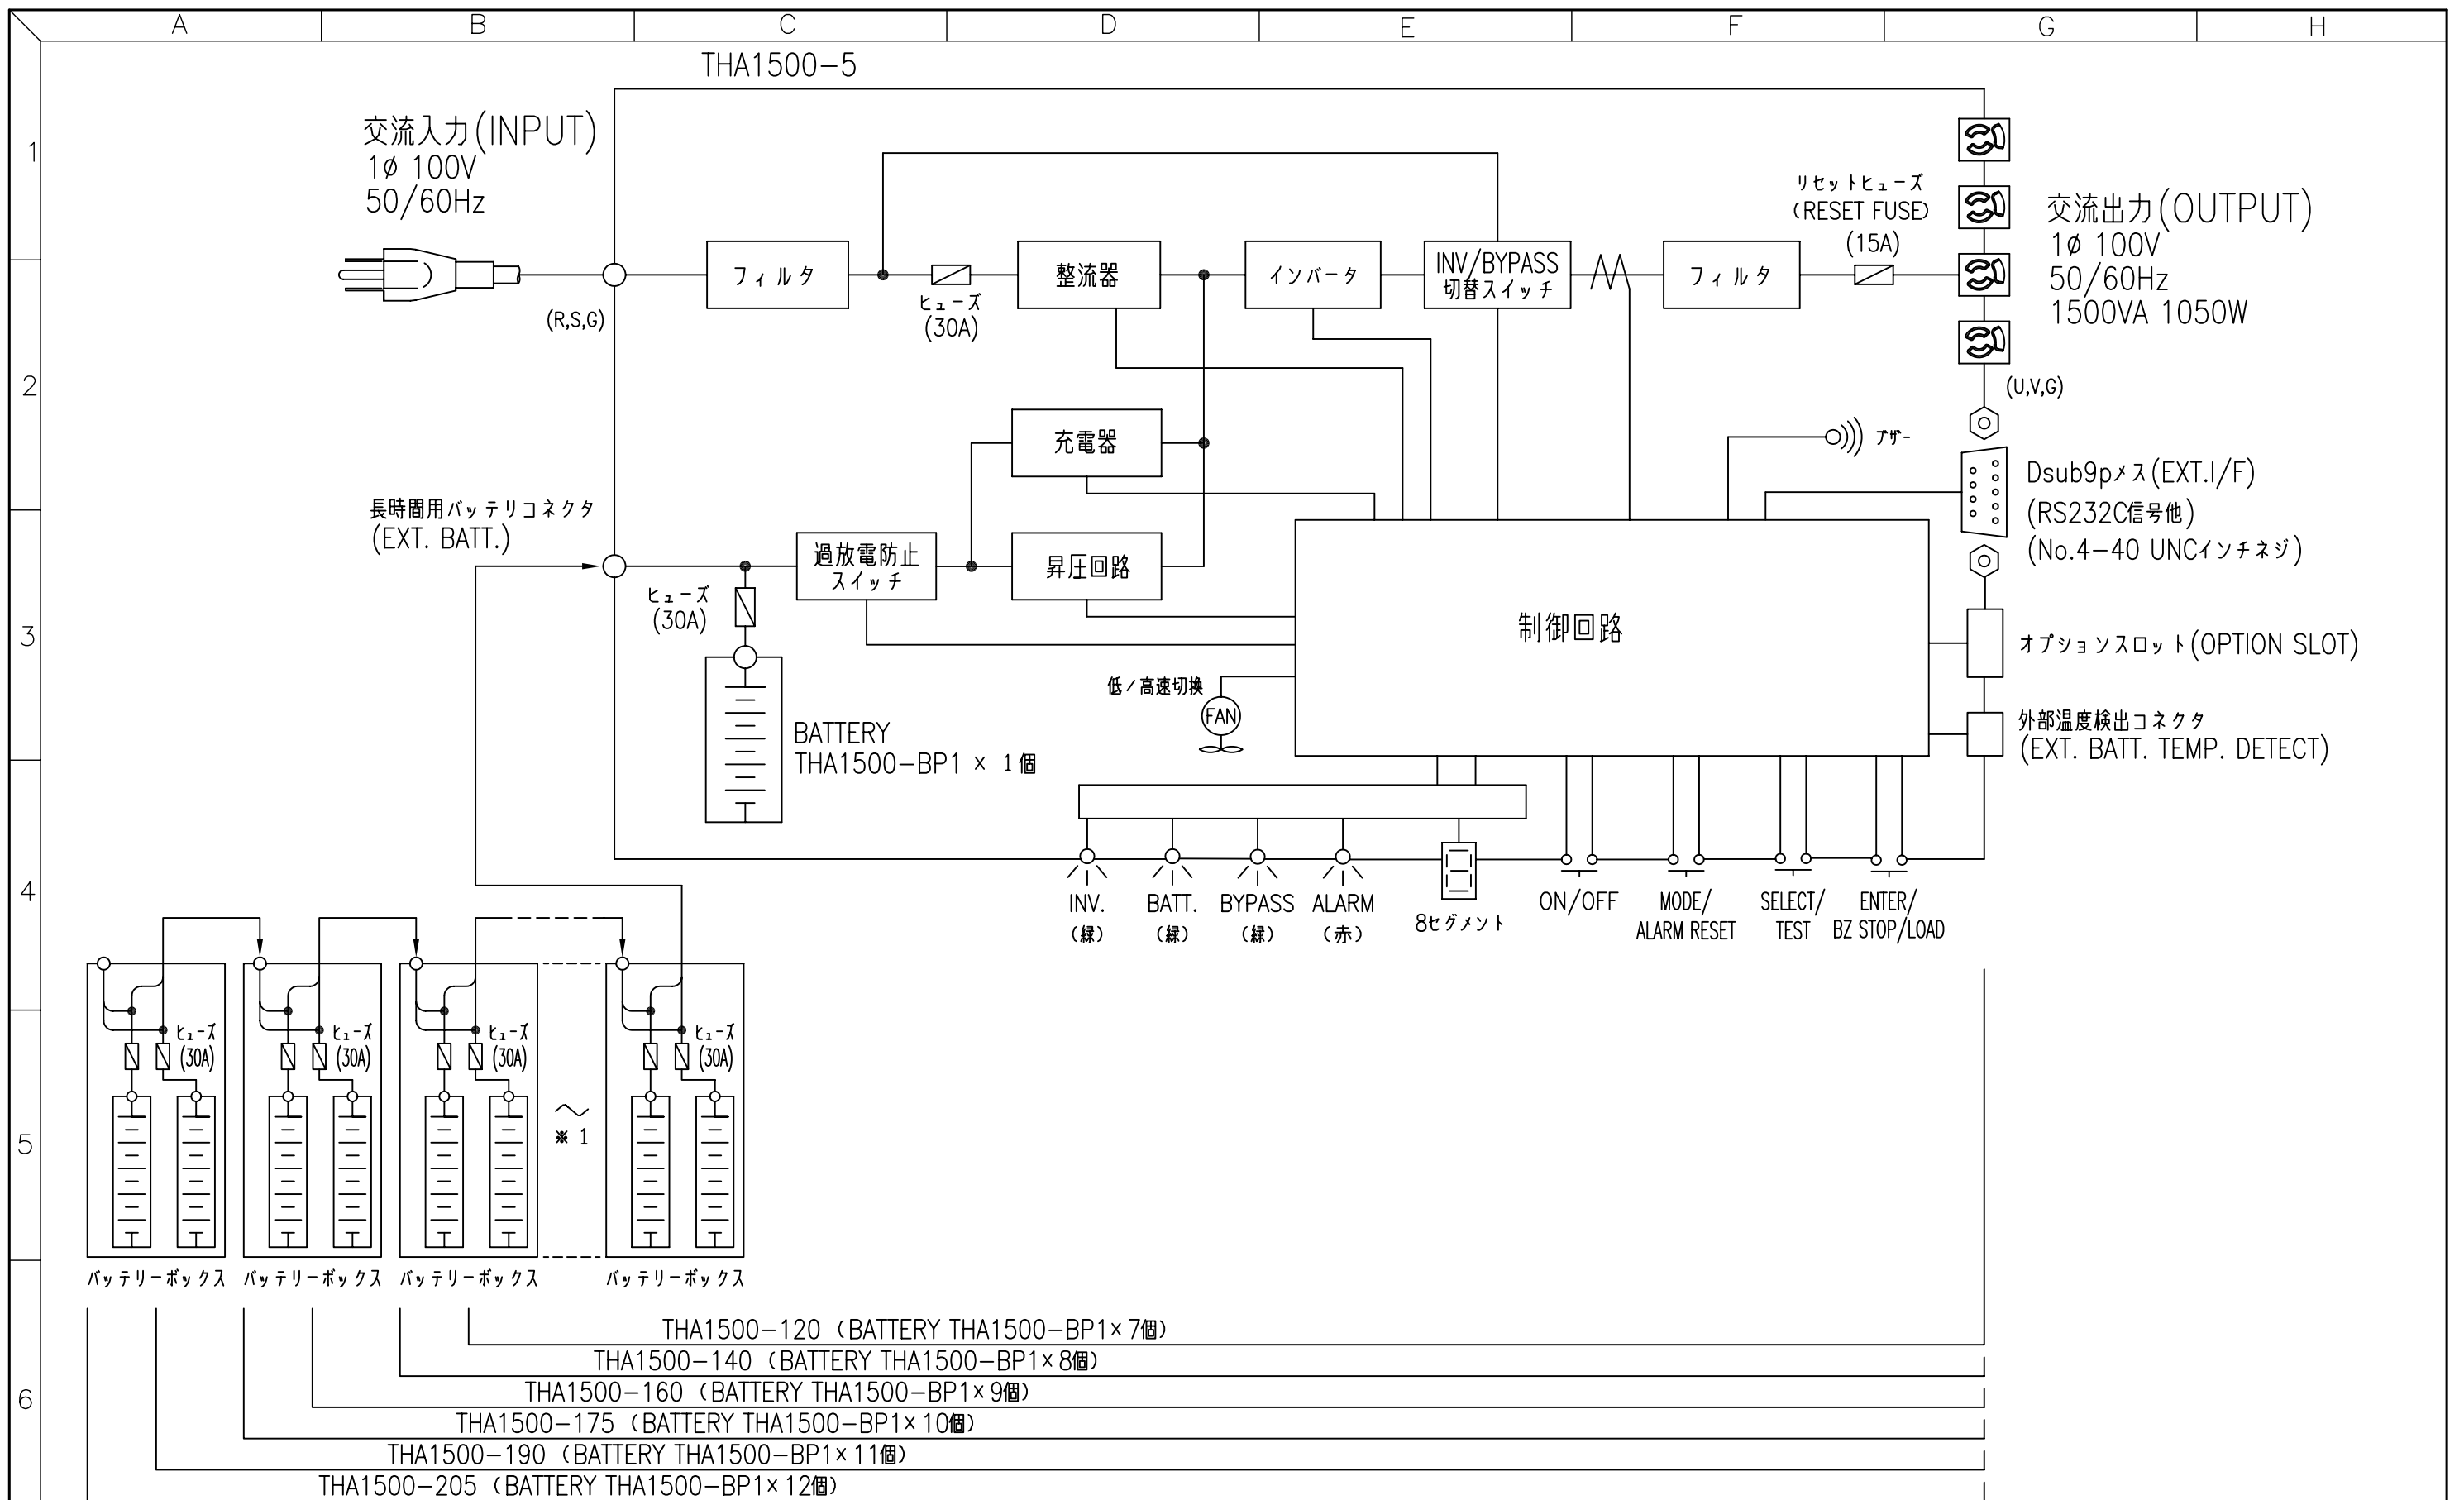 A B C D E F G H
THA1500-5
交流入力(INPUT)
1φ 100V
50/60Hz
(R,S,G)
フィルタ
ヒューズ
(30A)
整流器
インバータ
INV/BYPASS
切替スイッチ
フィルタ
リセットヒューズ
(RESET FUSE)
(15A)
交流出力(OUTPUT)
1φ 100V
50/60Hz
1500VA 1050W
(U,V,G)
充電器
ブザー
Dsub9pメス(EXT.I/F)
(RS232C信号他)
(No.4-40 UNCインチネジ)
長時間用バッテリコネクタ
(EXT. BATT.)
過放電防止
スイッチ
昇圧回路
ヒューズ
(30A)
制御回路
オプションスロット(OPTION SLOT)
低/高速切換
FAN
外部温度検出コネクタ
(EXT. BATT. TEMP. DETECT)
BATTERY
THA1500-BP1 × 1個
INV.
(緑)
BATT.
(緑)
BYPASS
(緑)
ALARM
(赤)
8セグメント
ON/OFF
MODE/
ALARM RESET
SELECT/
TEST
ENTER/
BZ STOP/LOAD
ヒューズ
(30A)
ヒューズ
(30A)
ヒューズ
(30A)
ヒューズ
(30A)
～
※ 1
バッテリーボックス
バッテリーボックス
バッテリーボックス
バッテリーボックス
THA1500-120 (BATTERY THA1500-BP1×7個)
THA1500-140 (BATTERY THA1500-BP1×8個)
THA1500-160 (BATTERY THA1500-BP1×9個)
THA1500-175 (BATTERY THA1500-BP1×10個)
THA1500-190 (BATTERY THA1500-BP1×11個)
THA1500-205 (BATTERY THA1500-BP1×12個)
1
2
3
4
5
6